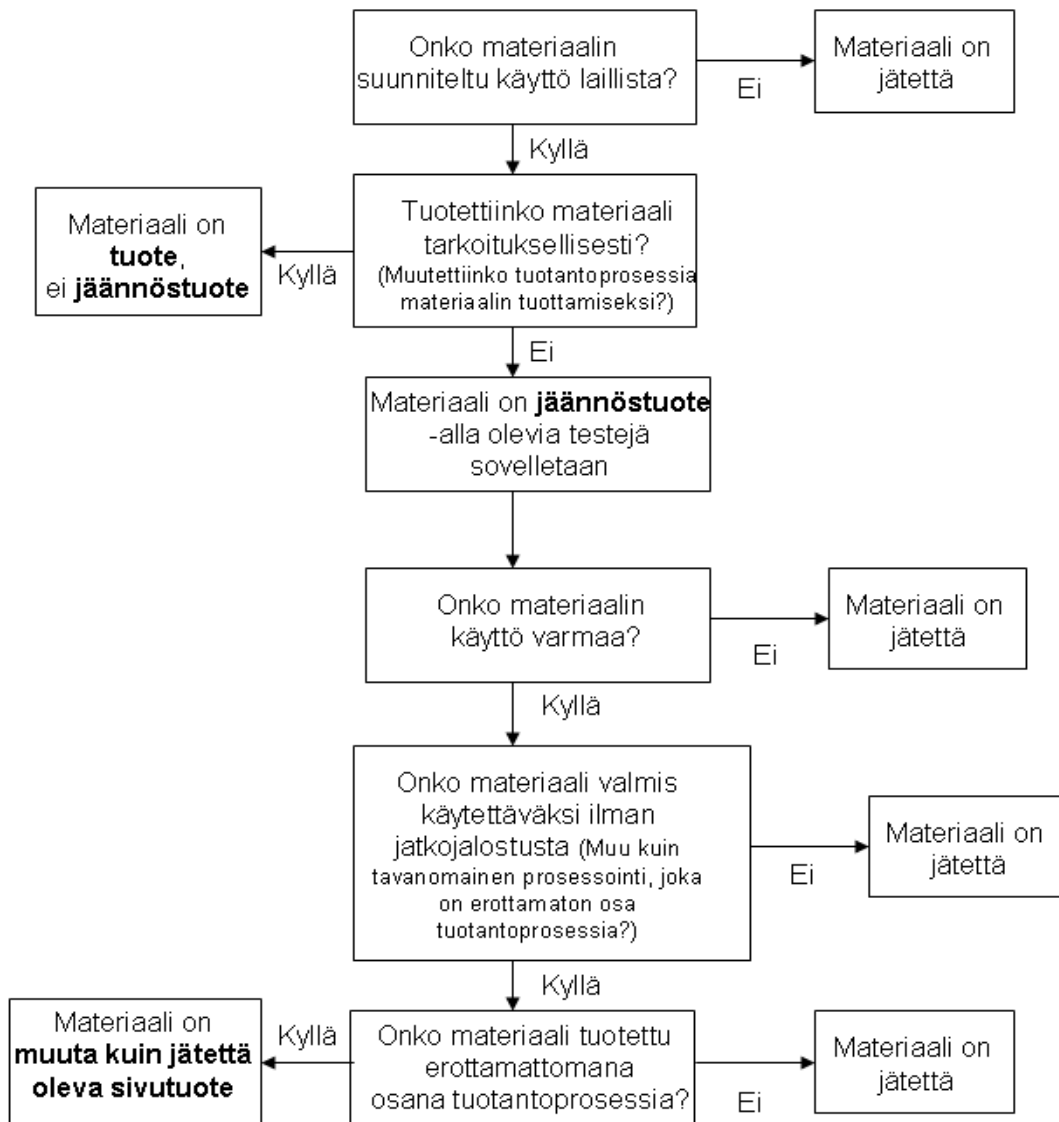 Onko materiaalin
suunniteltu käyttö laillista?
Ei
Materiaali on
jätettä
Kyllä
Tuotettiinko materiaali
tarkoituksellisesti?
(Muutettiinko tuotantoprosessia
materiaalin tuottamiseksi?)
Kyllä
Materiaali on
tuote,
ei jäännöstuote
Ei
Materiaali on jäännöstuote
-alla olevia testejä
sovelletaan
Onko materiaalin
käyttö varmaa?
Ei
Materiaali on
jätettä
Kyllä
Onko materiaali valmis
käytettäväksi ilman
jatkojalostusta (Muu kuin
tavanomainen prosessointi, joka
on erottamaton osa
tuotantoprosessia?)
Ei
Materiaali on
jätettä
Kyllä
Onko materiaali tuotettu
erottamattomana
osana tuotantoprosessia?
Kyllä
Materiaali on
muuta kuin jätettä
oleva sivutuote
Ei
Materiaali on
jätettä